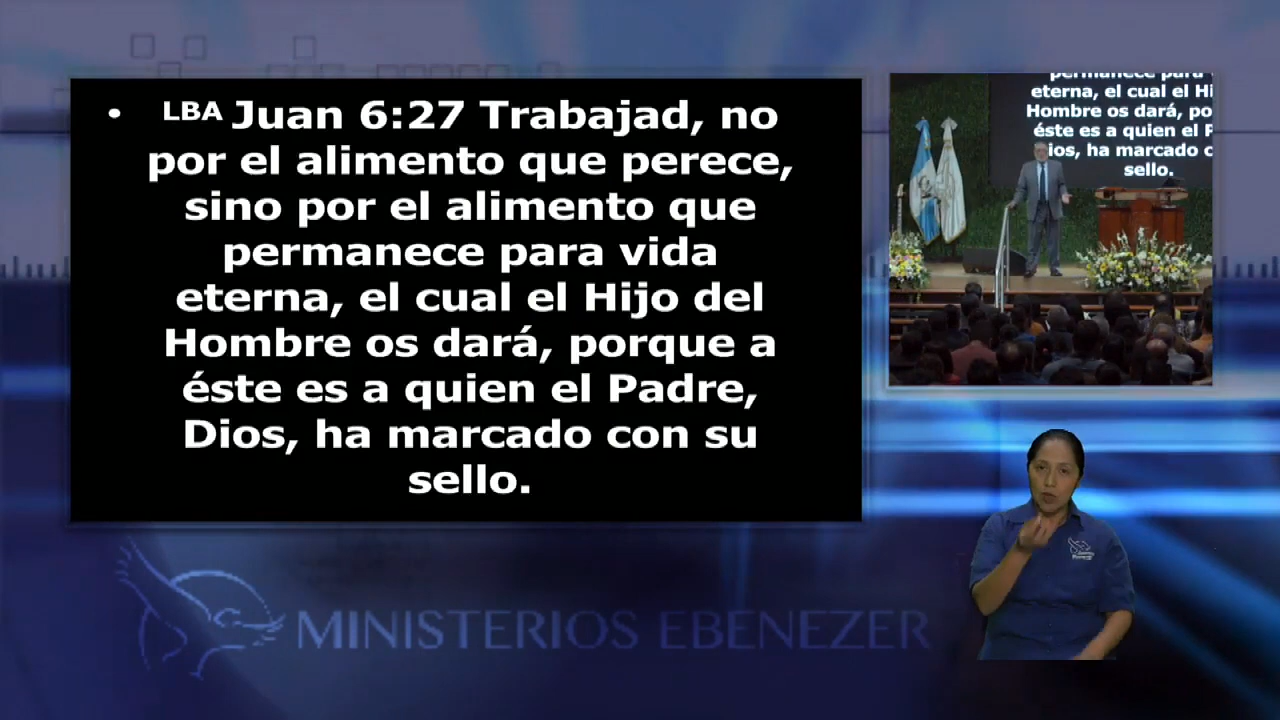 • LBA Juan 6:27 Trabajad, no
por el alimento que perece,
sino por el alimento que
permanece para vida
eterna, el cual el Hijo del
Hombre os dará, porque a
éste es a quien el Padre,
Dios, ha marcado con su
sello.
permanece para
eterna, el cual el Hi
Hombre os dará, po
éste es a quien el P
ios, ha marcado c
sello.
MINISTERIOS EBENEZER